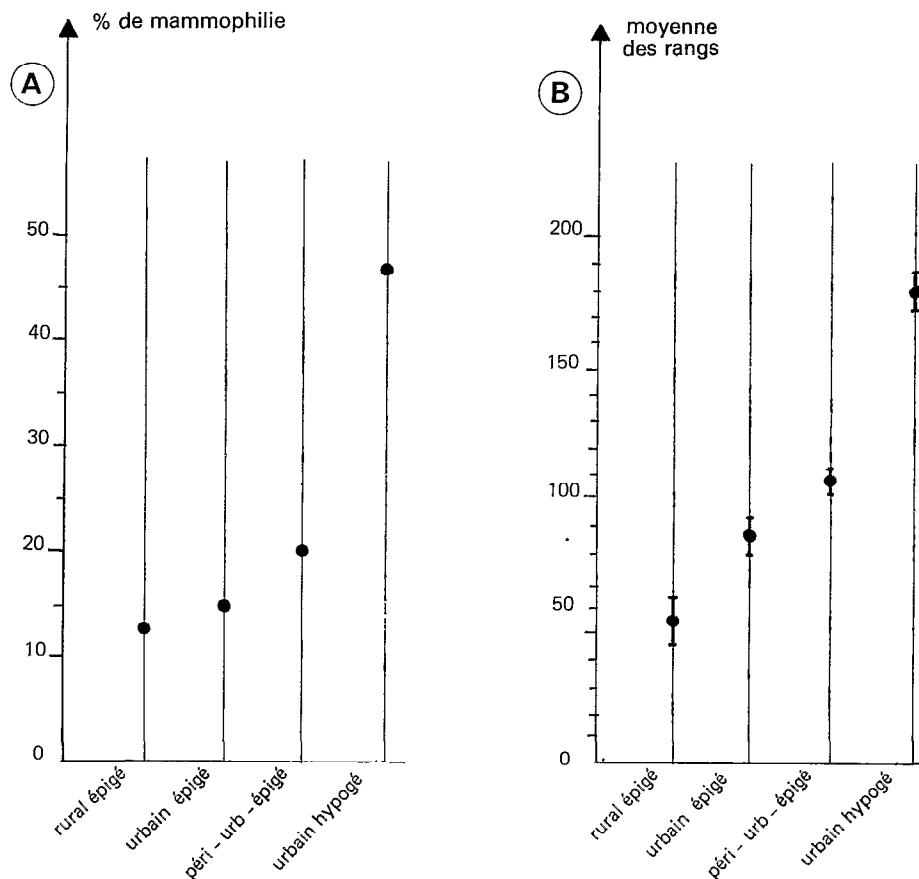 % de mammophilie
A
50
40
30
20
10
0
rural épigé
urbain épigé
péri - urb - épigé
urbain hypogé
moyenne
des rangs
B
200
150
100
50
0
rural épigé
urbain épigé
péri - urb - épigé
urbain hypogé